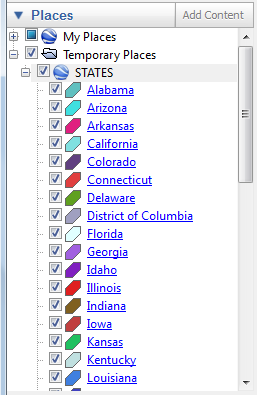 Places
Add Content
My Places
Temporary Places
STATES
Alabama
Arizona
Arkansas
California
Colorado
Connecticut
Delaware
District of Columbia
Florida
Georgia
Idaho
Illinois
Indiana
Iowa
Kansas
Kentucky
Louisiana